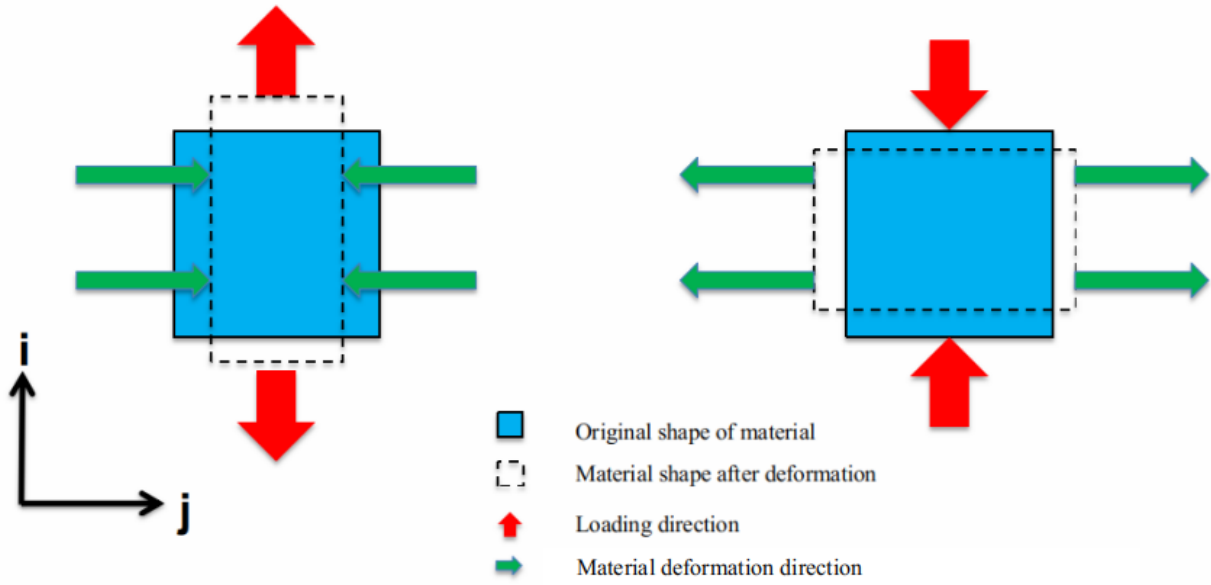 i
j
Original shape of material
Material shape after deformation
Loading direction
Material deformation direction